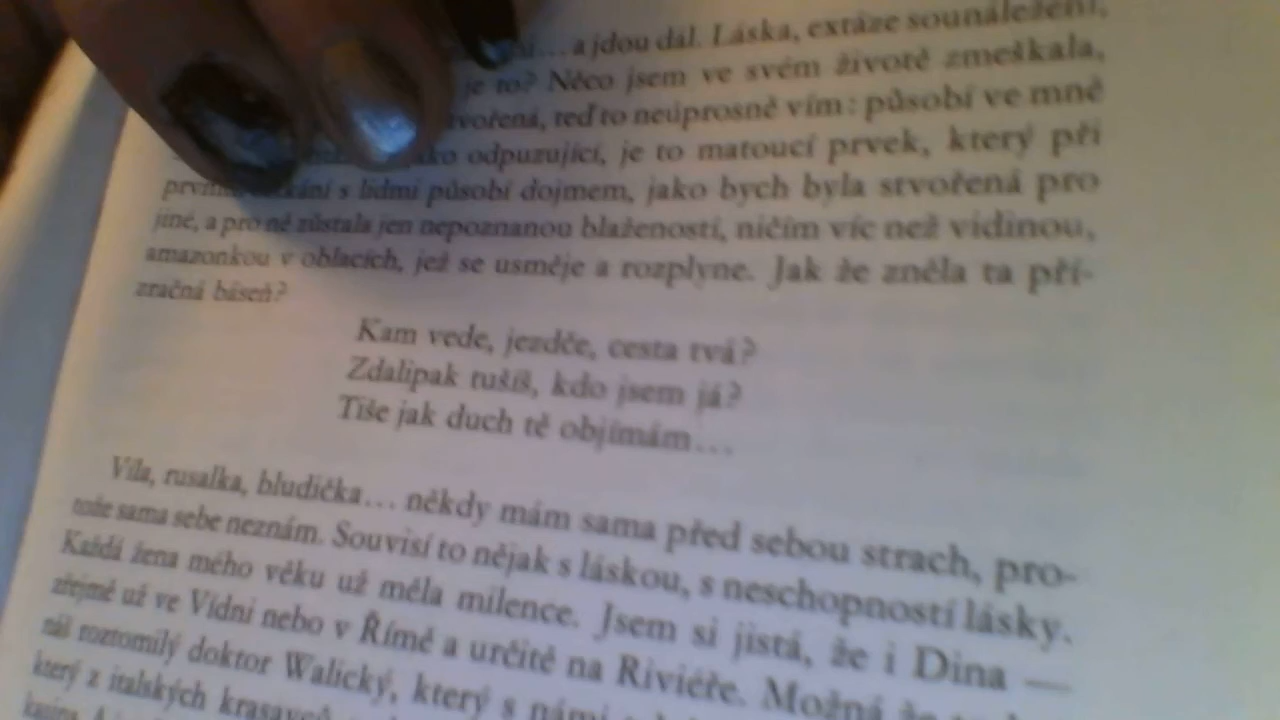 … a jdou dál. Láska, extáze sounáležení,
je to? Něco jsem ve svém životě zmeškala,
teď to neúprosně vím: působí ve mně
odpuzující, je to matoucí prvek, který při
s lidmi působí dojmem, jako bych byla stvořená pro
jiné, a pro ně zůstala jen nepoznanou blažeností, ničím víc než vidinou,
amazonkou v oblacích, jež se usměje a rozplyne. Jak že zněla ta pří-
zračná báseň?
Kam vede, jezdče, cesta tvá?
Zdalipak tušíš, kdo jsem já?
Tiše jak duch tě objímám…
Víla, rusalka, bludička… někdy mám sama před sebou strach, pro-
tože sama sebe neznám. Souvisí to nějak s láskou, s neschopností lásky.
Každá žena mého věku už měla milence. Jsem si jistá, že i Dina —
zřejmě už ve Vídni nebo v Římě a určitě na Riviéře. Možná že
náš roztomilý doktor Walický, který s námi
který z italských krasavců